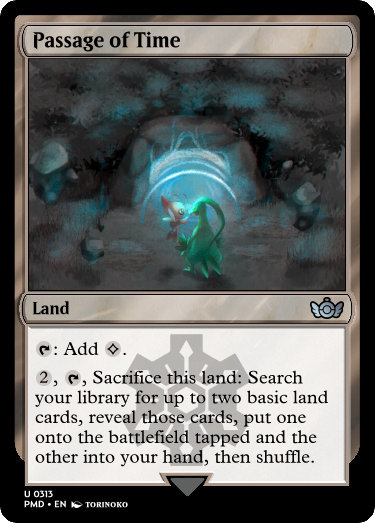 Passage of Time
Land
: Add .
2, , Sacrifice this land: Search
your library for up to two basic land
cards, reveal those cards, put one
onto the battlefield tapped and the
other into your hand, then shuffle.
U 0313
PMD • EN TORINOKO